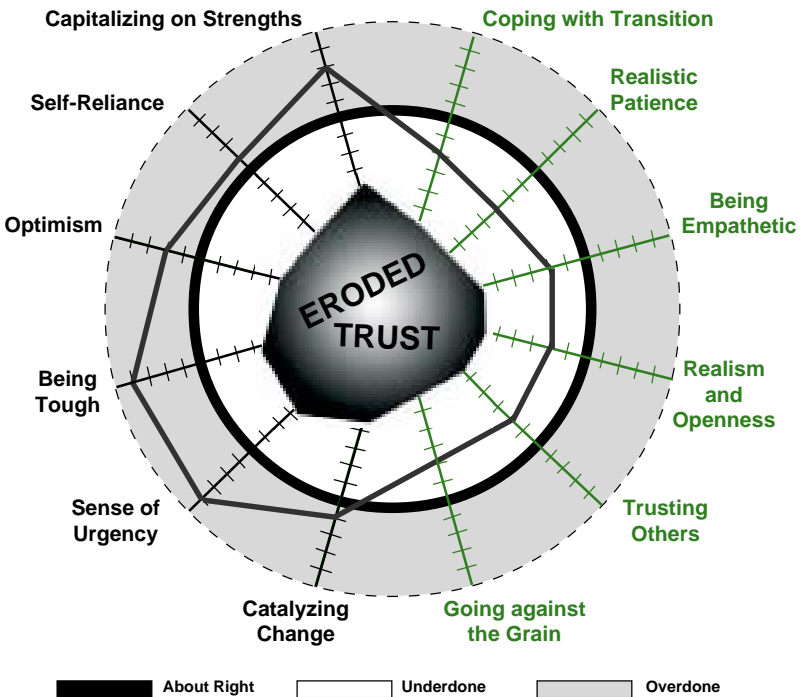 Capitalizing on Strengths
Coping with Transition
Self-Reliance
Realistic
Patience
Optimism
Being
Empathetic
ERODED
TRUST
Being
Tough
Realism
and
Openness
Sense of
Urgency
Trusting
Others
Catalyzing
Change
Going against
the Grain
About Right
Underdone
Overdone